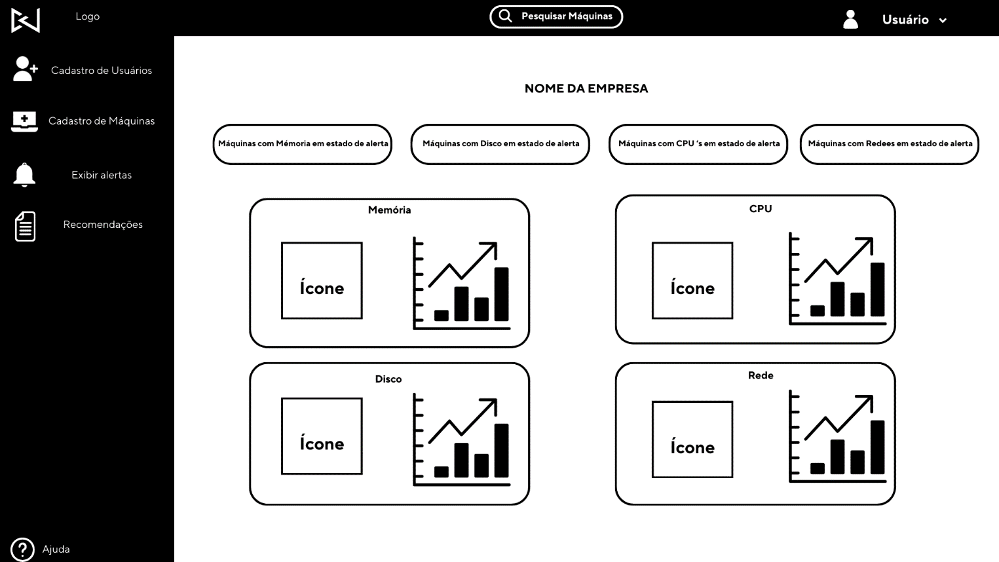 Logo
Pesquisar Máquinas
Usuário
Cadastro de Usuários
Cadastro de Máquinas
Exibir alertas
Recomendações
Ajuda
NOME DA EMPRESA
Máquinas com Mémoria em estado de alerta
Máquinas com Disco em estado de alerta
Máquinas com CPU ‘s em estado de alerta
Máquinas com Redees em estado de alerta
Memória
Ícone
CPU
Ícone
Disco
Ícone
Rede
Ícone